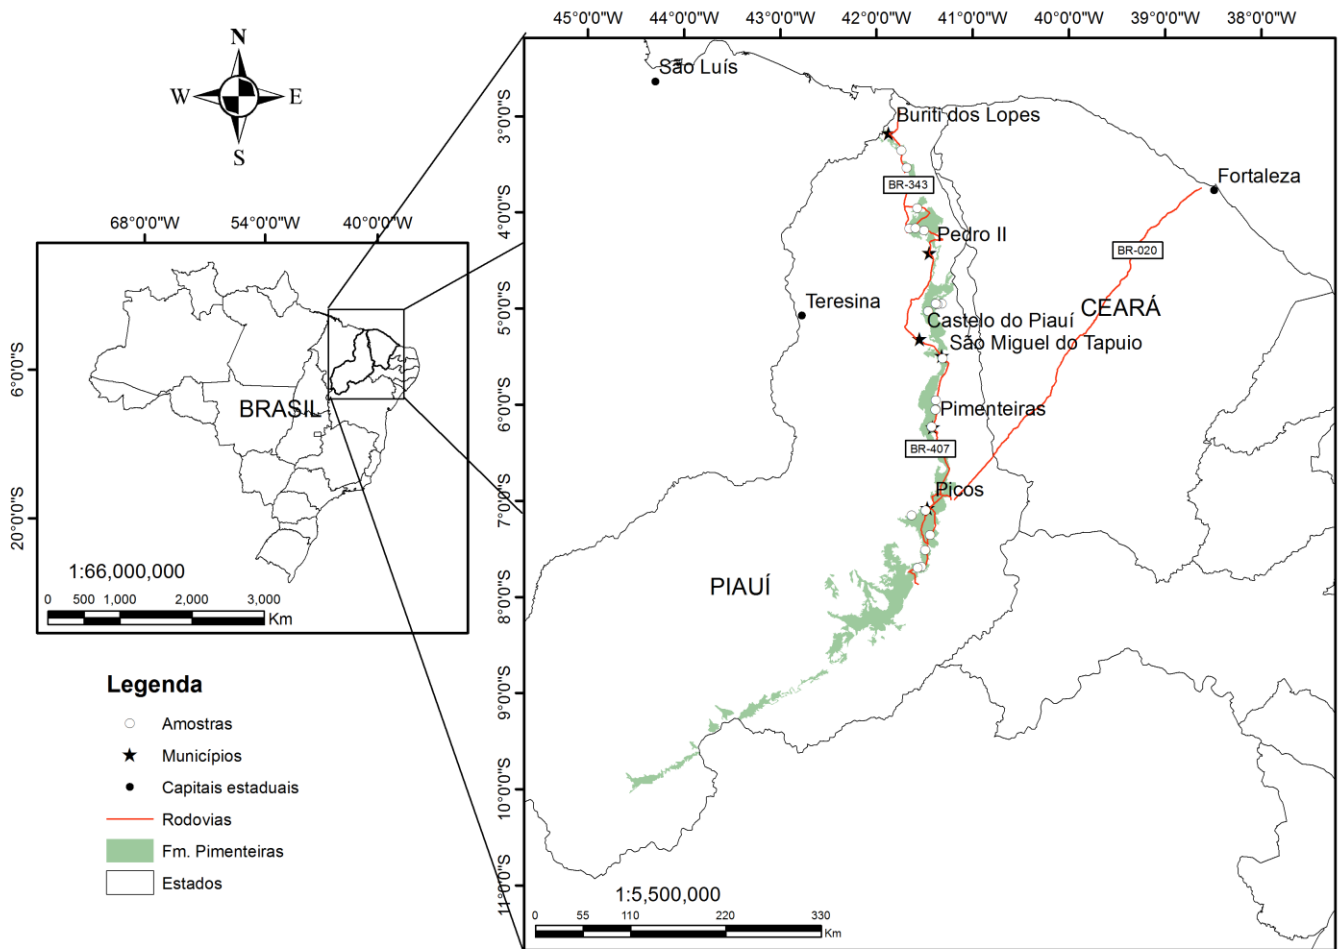 N
W
E
S
68°0'0"W
54°0'0"W
40°0'0"W
6°0'0"S
20°0'0"S
BRASIL
1:66,000,000
0 500 1,000 2,000 3,000
Km
Legenda
Amostras
Municípios
Capitais estaduais
Rodovias
Fm. Pimenteiras
Estados
45°0'0"W
44°0'0"W
43°0'0"W
42°0'0"W
41°0'0"W
40°0'0"W
39°0'0"W
38°0'0"W
3°0'0"S
4°0'0"S
5°0'0"S
6°0'0"S
7°0'0"S
8°0'0"S
9°0'0"S
10°0'0"S
11°0'0"S
São Luís
Buriti dos Lopes
Fortaleza
BR-343
Pedro II
BR-020
Teresina
CEARÁ
Castelo do Piauí
São Miguel do Tapuio
Pimenteiras
BR-407
Picos
PIAUÍ
1:5,500,000
0 55 110 220 330
Km